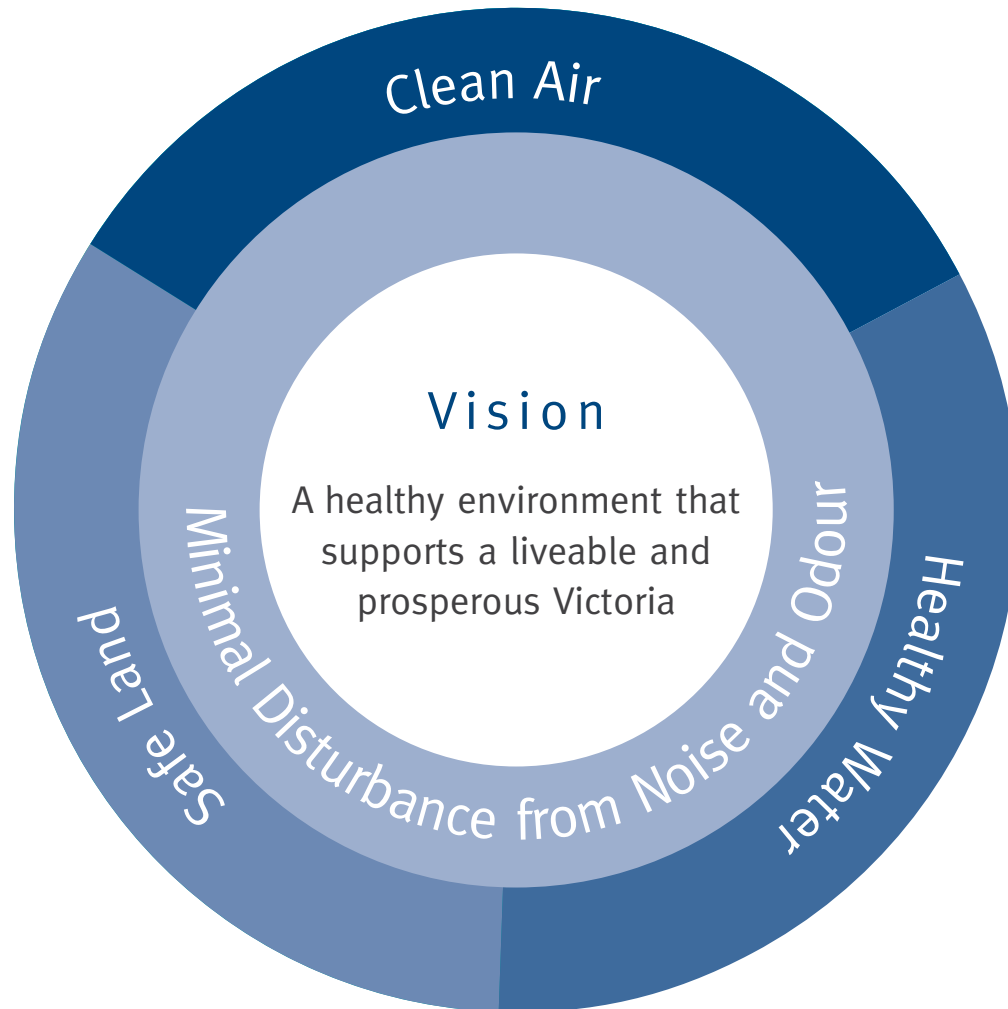 Clean Air
Vision
A healthy environment that
supports a liveable and
prosperous Victoria
Minimal Disturbance from Noise and Odour
Healthy Water
Safe Land